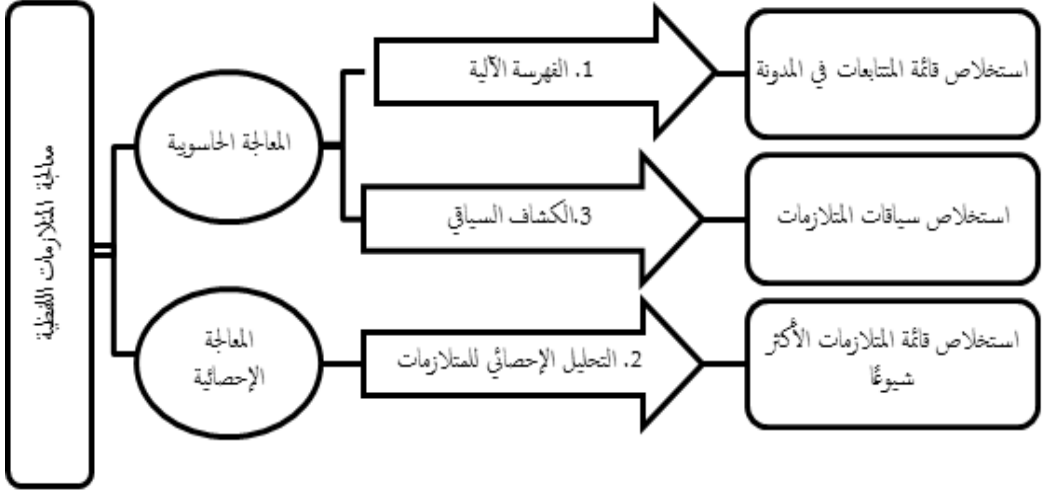 معالجة المتلازمات اللفظية
المعالجة الحاسوبية
1. الفهرسة الآلية
استخلاص قائمة المتتابعات في المدونة
3.الكشاف السياقي
استخلاص سياقات المتلازمات
المعالجة
الإحصائية
2. التحليل الإحصائي للمتلازمات
استخلاص قائمة المتلازمات الأكثر
شيوعًا